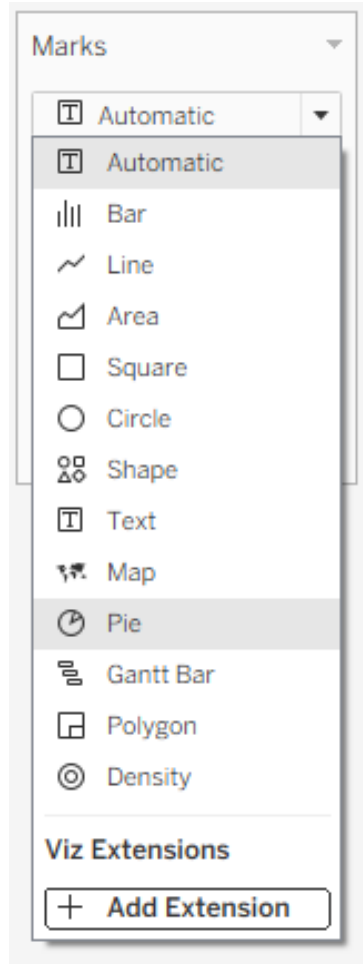 Marks
Automatic
Automatic
Bar
Line
Area
Square
Circle
Shape
Text
Map
Pie
Gantt Bar
Polygon
Density
Viz Extensions
Add Extension